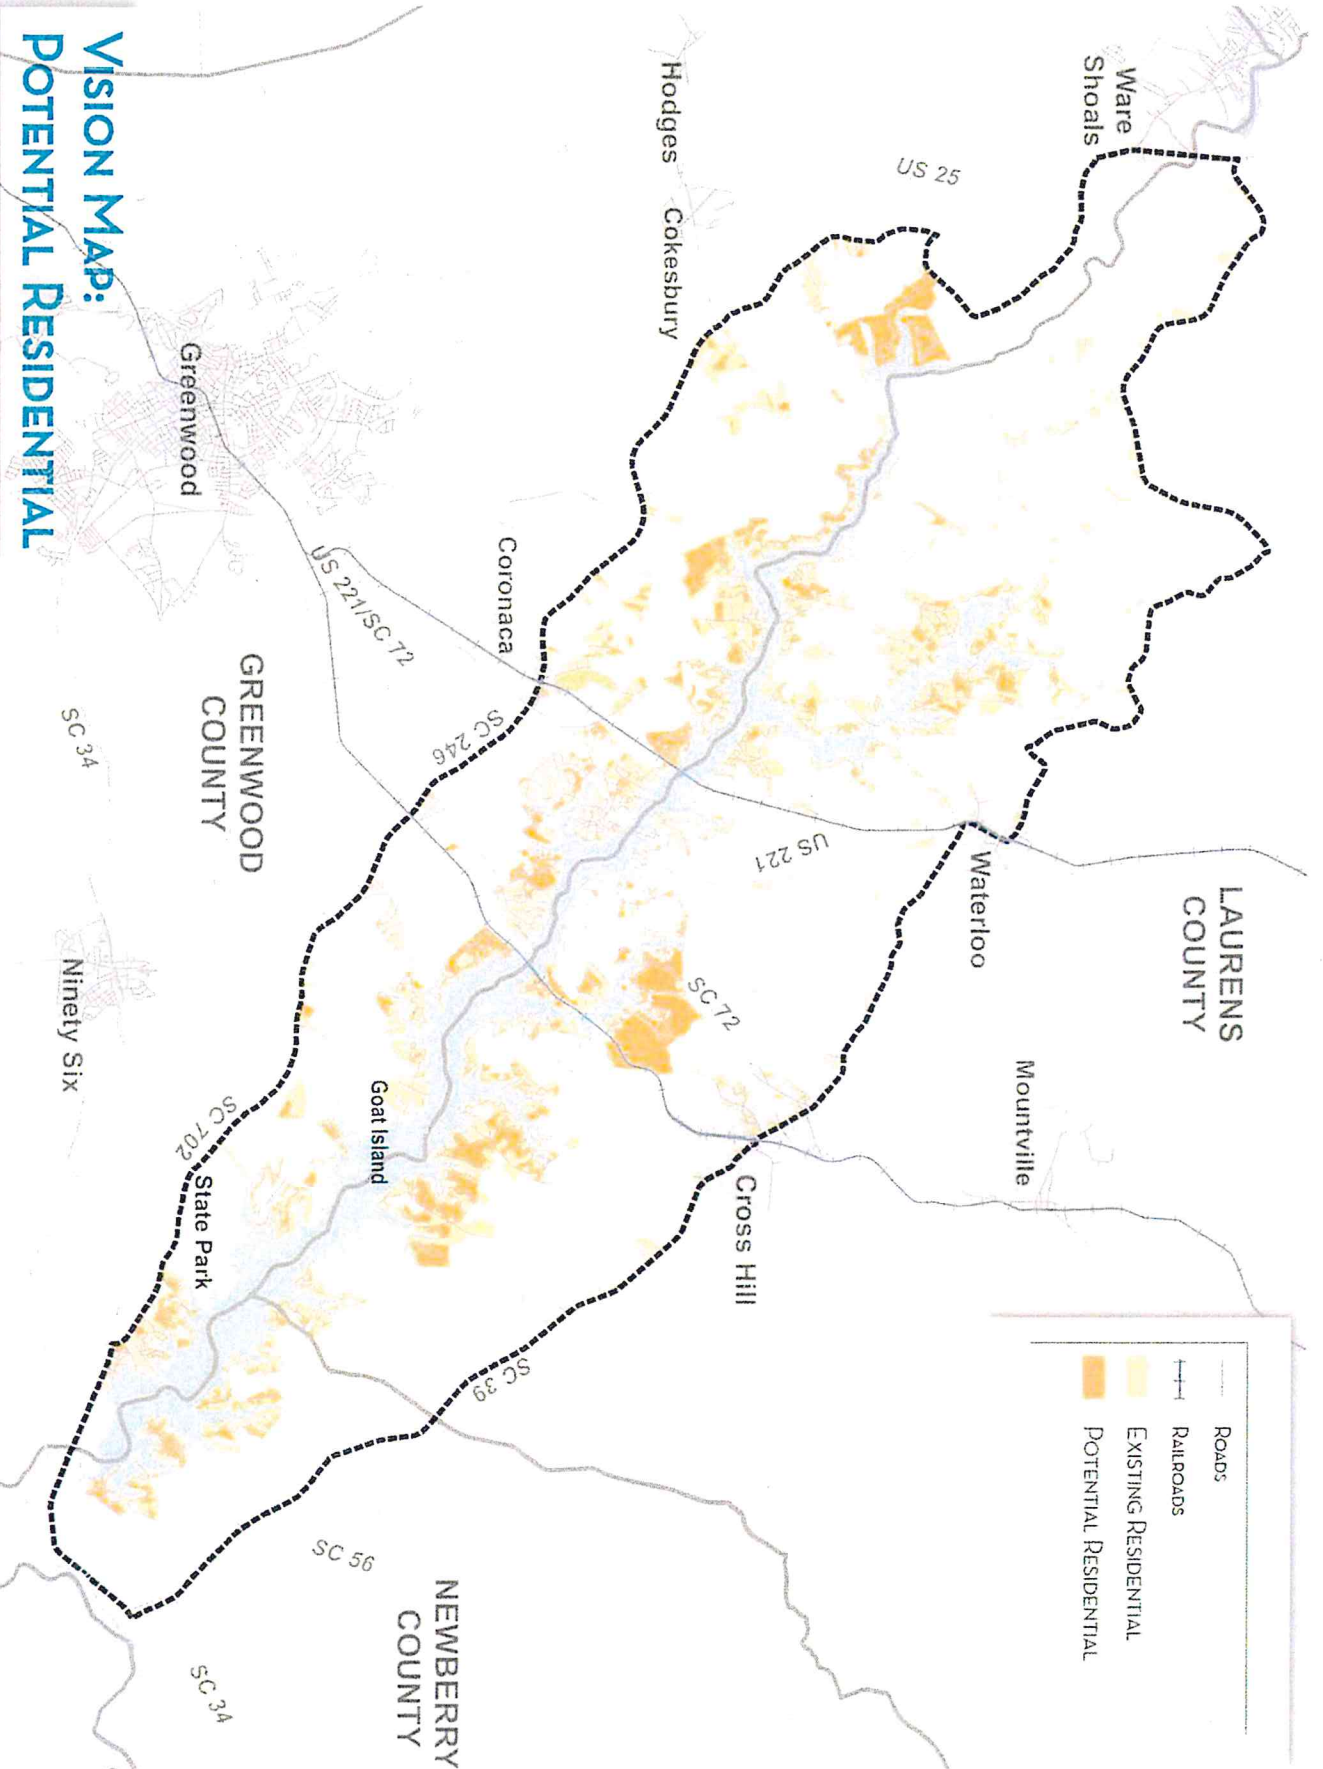 Ware
Shoals
LAURENS
COUNTY
US 25
Hodges
Cokesbury
Waterloo
Mountville
US 221
SC 72
Cross Hill
Greenwood
Coronaca
US 221/SC 72
SC 246
GREENWOOD
COUNTY
SC 34
Goat Island
Ninety Six
SC 702
State Park
SC 39
SC 56
NEWBERRY
COUNTY
SC 34
ROADS
RAILROADS
EXISTING RESIDENTIAL
POTENTIAL RESIDENTIAL
VISION MAP:
POTENTIAL RESIDENTIAL